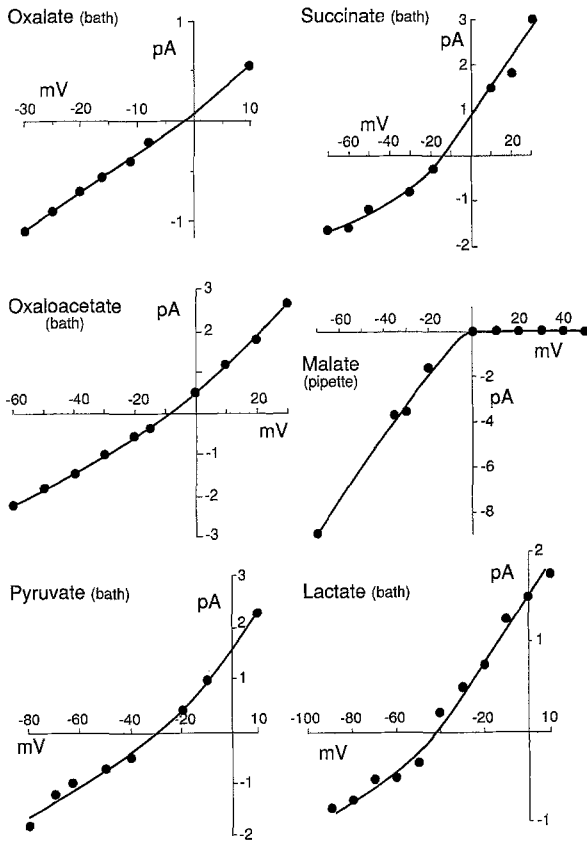 Oxalate (bath)
1
pA
mV
-30 -20 -10 10
-1
Succinate (bath)
pA
3
2
1
mV
-60 -40 -20 20
-1
-2
Oxaloacetate
(bath)
pA
3
2
1
-60 -40 -20 20
mV
-1
-2
-3
-60 -40 -20 20 40
mV
Malate
(pipette)
-2
pA
-4
-6
-8
Pyruvate (bath)
3
pA
2
1
-80 -60 -40 -20 10
mV
-1
-2
Lactate (bath)
2
pA
1
-100 -80 -60 -40 -20 10
mV
-1